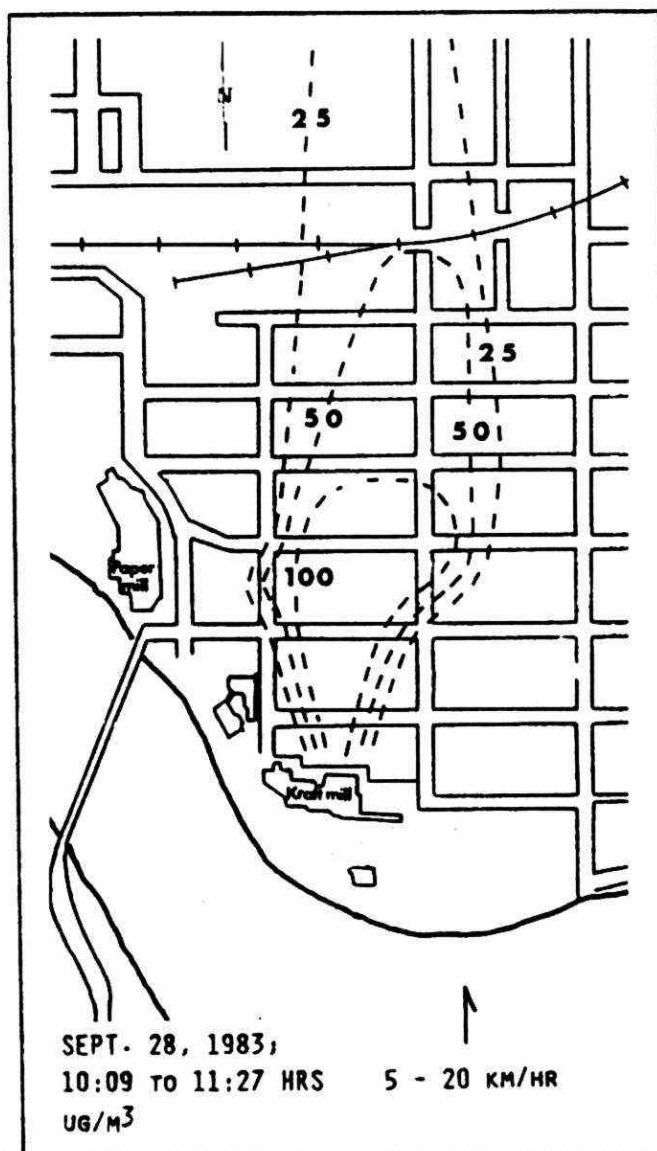 N
25
25
50
50
100
Paper
mill
Kraft mill
SEPT. 28, 1983;
10:09 TO 11:27 HRS 5 - 20 KM/HR
UG/M³